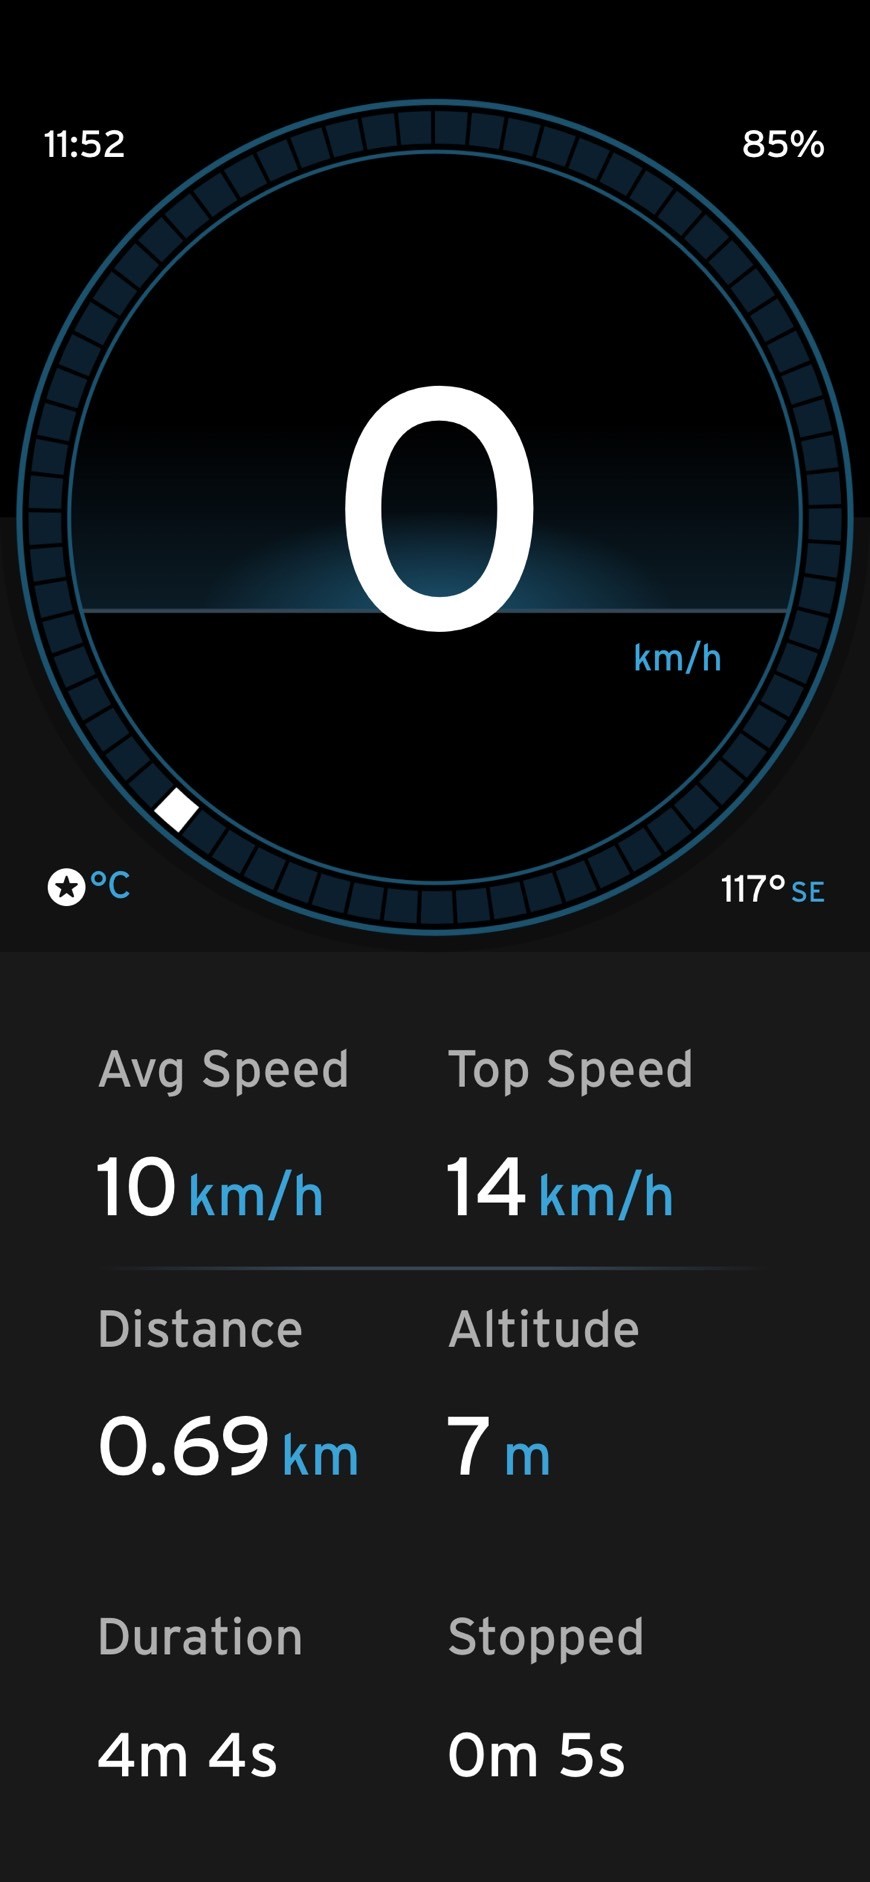 11:52 85%
0
km/h
°C 117° SE
Avg Speed Top Speed
10 km/h 14 km/h
Distance Altitude
0.69 km 7 m
Duration Stopped
4m 4s 0m 5s